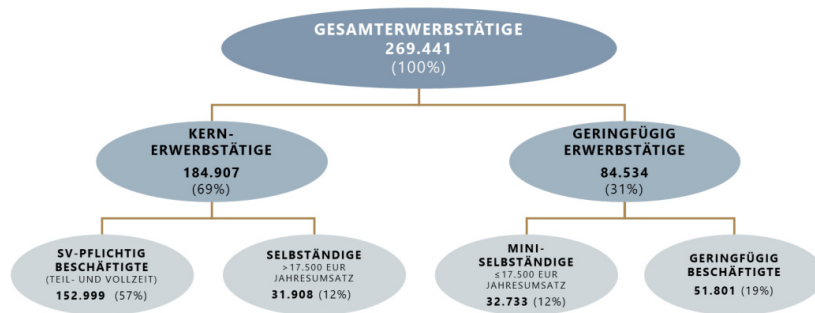 GESAMTERWERBSTÄTIGE
269.441
(100%)
KERN-
ERWERBSTÄTIGE
184.907
(69%)
GERINGFÜGIG
ERWERBSTÄTIGE
84.534
(31%)
SV-PFLICHTIG
BESCHÄFTIGTE
(TEIL- UND VOLLZEIT)
152.999 (57%)
SELBSTÄNDIGE
>17.500 EUR
JAHRESUMSATZ
31.908 (12%)
MINI-
SELBSTÄNDIGE
≤17.500 EUR
JAHRESUMSATZ
32.733 (12%)
GERINGFÜGIG
BESCHÄFTIGTE
51.801 (19%)